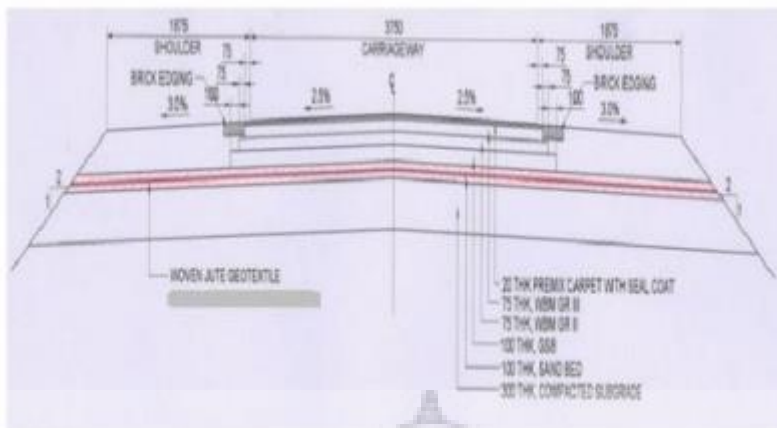 1875 3750 1875
SHOULDER CARRIAGEWAY SHOULDER
75 75
75 75
BRICK EDGING BRICK EDGING
100 100
3.0% 2.5% 2.5% 3.0%
℄
2 2
1 1
WOVEN JUTE GEOTEXTILE
20 THK PREMIX CARPET WITH SEAL COAT
75 THK, WBM GR III
75 THK, WBM GR II
100 THK, GSB
100 THK, SAND BED
300 THK, COMPACTED SUBGRADE